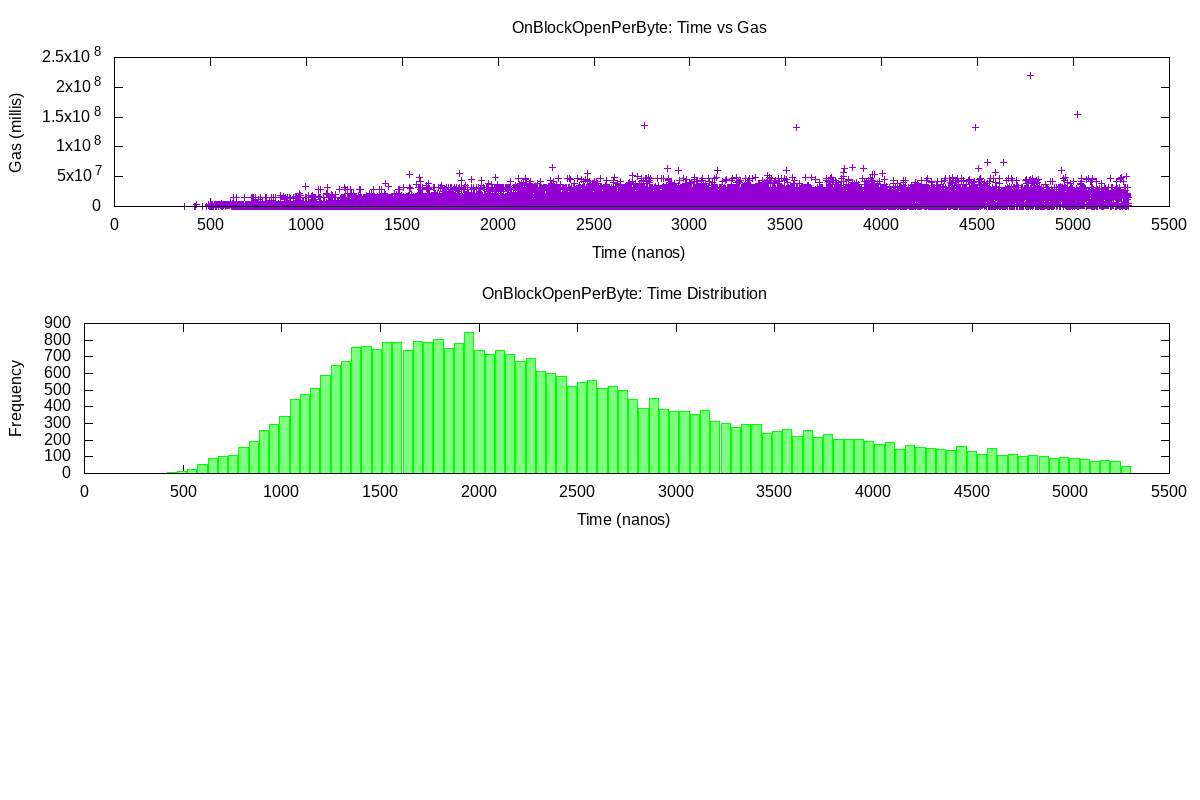 OnBlockOpenPerByte: Time vs Gas
2.5x10 8
2x10 8
1.5x10 8
1x10 8
5x10 7
0
Gas (millis)
0 500 1000 1500 2000 2500 3000 3500 4000 4500 5000 5500
Time (nanos)
OnBlockOpenPerByte: Time Distribution
900
800
700
600
500
400
300
200
100
0
Frequency
0 500 1000 1500 2000 2500 3000 3500 4000 4500 5000 5500
Time (nanos)